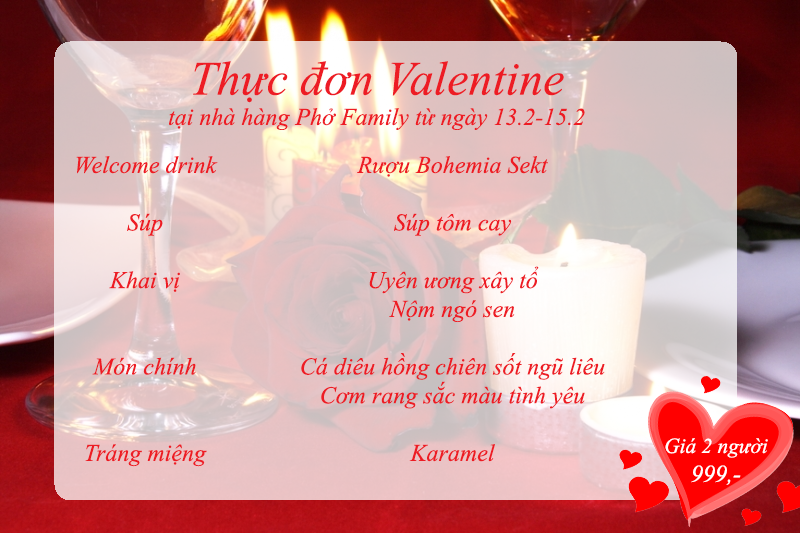 Thực đơn Valentine
tại nhà hàng Phở Family từ ngày 13.2-15.2
Welcome drink Rượu Bohemia Sekt
Súp Súp tôm cay
Khai vị Uyên ương xây tổ
Nộm ngó sen
Món chính Cá diêu hồng chiên sốt ngũ liêu
Cơm rang sắc màu tình yêu
Tráng miệng Karamel
Giá 2 người
999,-